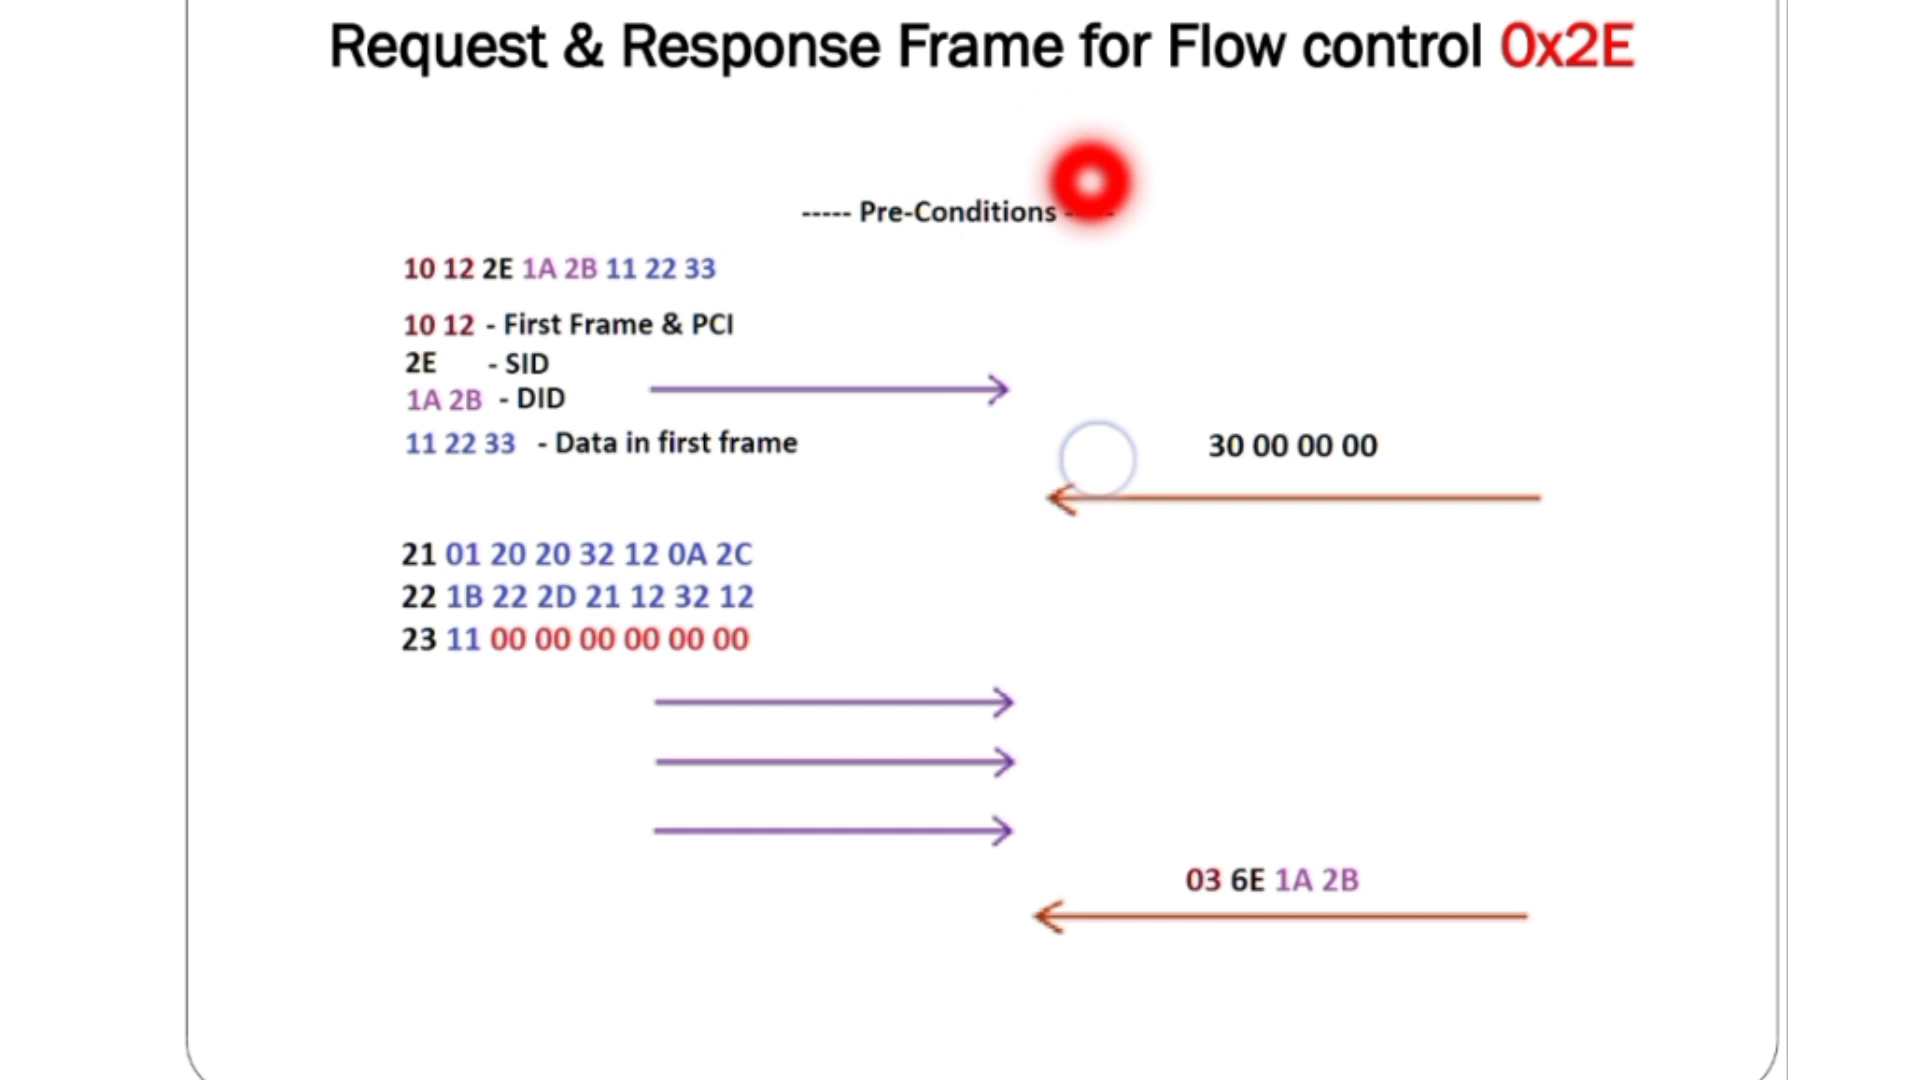 Request & Response Frame for Flow control 0x2E
----- Pre-Conditions -----
10 12 2E 1A 2B 11 22 33
10 12 - First Frame & PCI
2E - SID
1A 2B - DID
11 22 33 - Data in first frame
30 00 00 00
21 01 20 20 32 12 0A 2C
22 1B 22 2D 21 12 32 12
23 11 00 00 00 00 00 00
03 6E 1A 2B